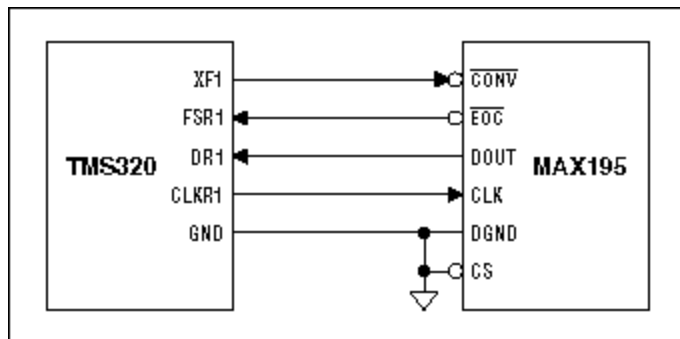 XF1 CONV
FSR1 EOC
DR1 DOUT
TMS320 MAX195
CLKR1 CLK
GND DGND
CS